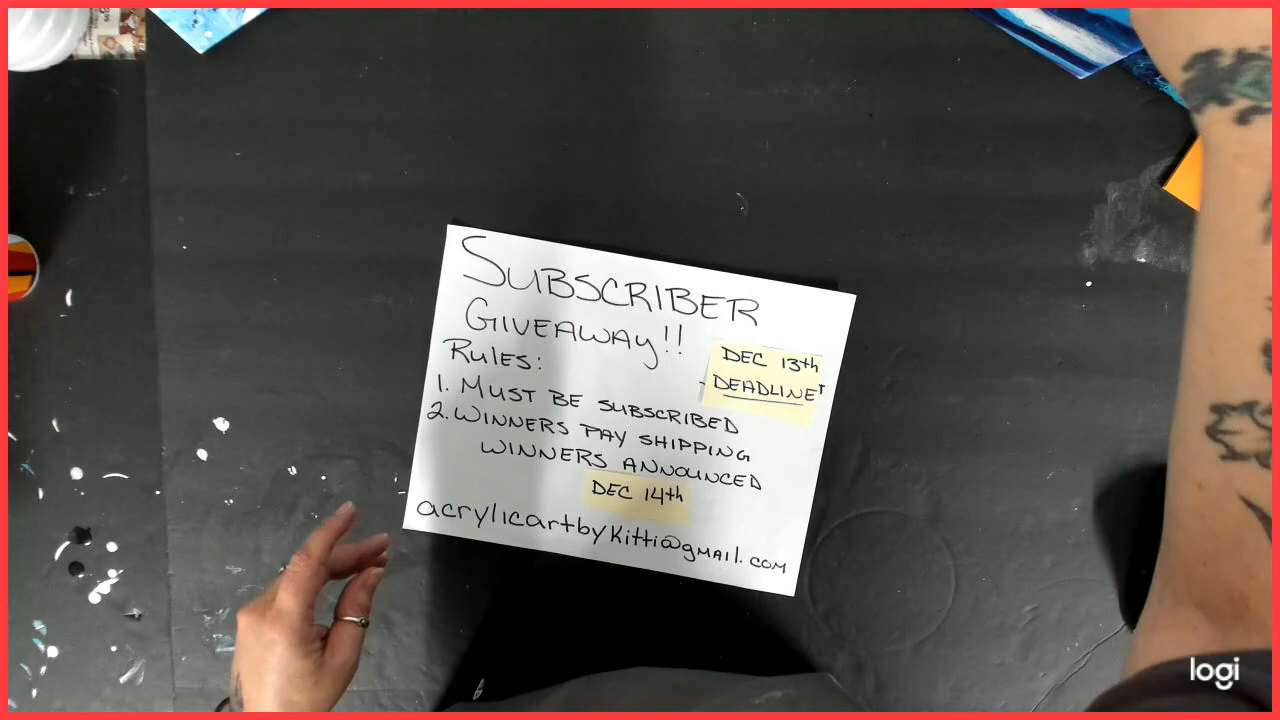 SUBSCRIBER
GIVEAWAY!!
RULES:
DEC 13th
DEADLINE
1. MUST BE SUBSCRIBED
2. WINNERS PAY SHIPPING
WINNERS ANNOUNCED
DEC 14th
acrylicartbyKitti@gmail.com
logi